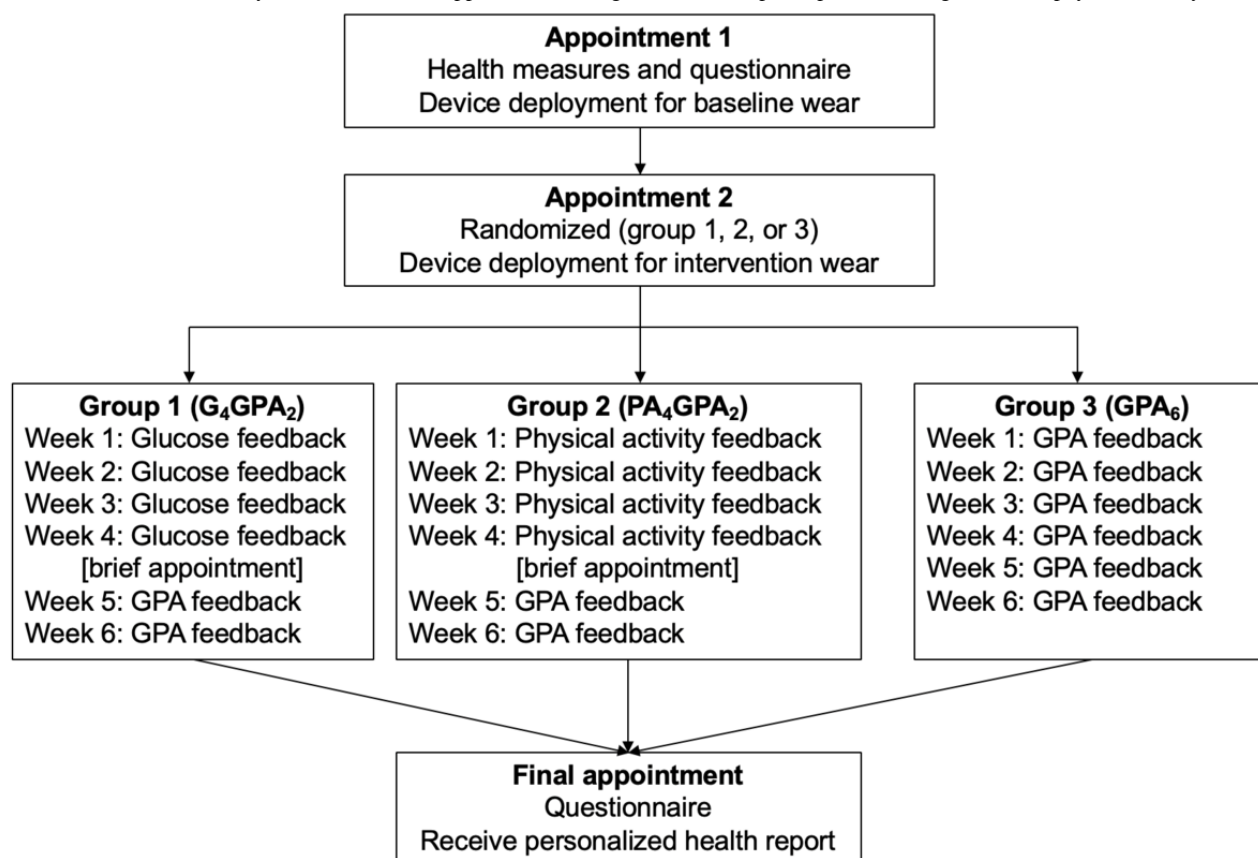 Appointment 1
Health measures and questionnaire
Device deployment for baseline wear
Appointment 2
Randomized (group 1, 2, or 3)
Device deployment for intervention wear
Group 1 (G₄GPA₂)
Week 1: Glucose feedback
Week 2: Glucose feedback
Week 3: Glucose feedback
Week 4: Glucose feedback
[brief appointment]
Week 5: GPA feedback
Week 6: GPA feedback
Group 2 (PA₄GPA₂)
Week 1: Physical activity feedback
Week 2: Physical activity feedback
Week 3: Physical activity feedback
Week 4: Physical activity feedback
[brief appointment]
Week 5: GPA feedback
Week 6: GPA feedback
Group 3 (GPA₆)
Week 1: GPA feedback
Week 2: GPA feedback
Week 3: GPA feedback
Week 4: GPA feedback
Week 5: GPA feedback
Week 6: GPA feedback
Final appointment
Questionnaire
Receive personalized health report